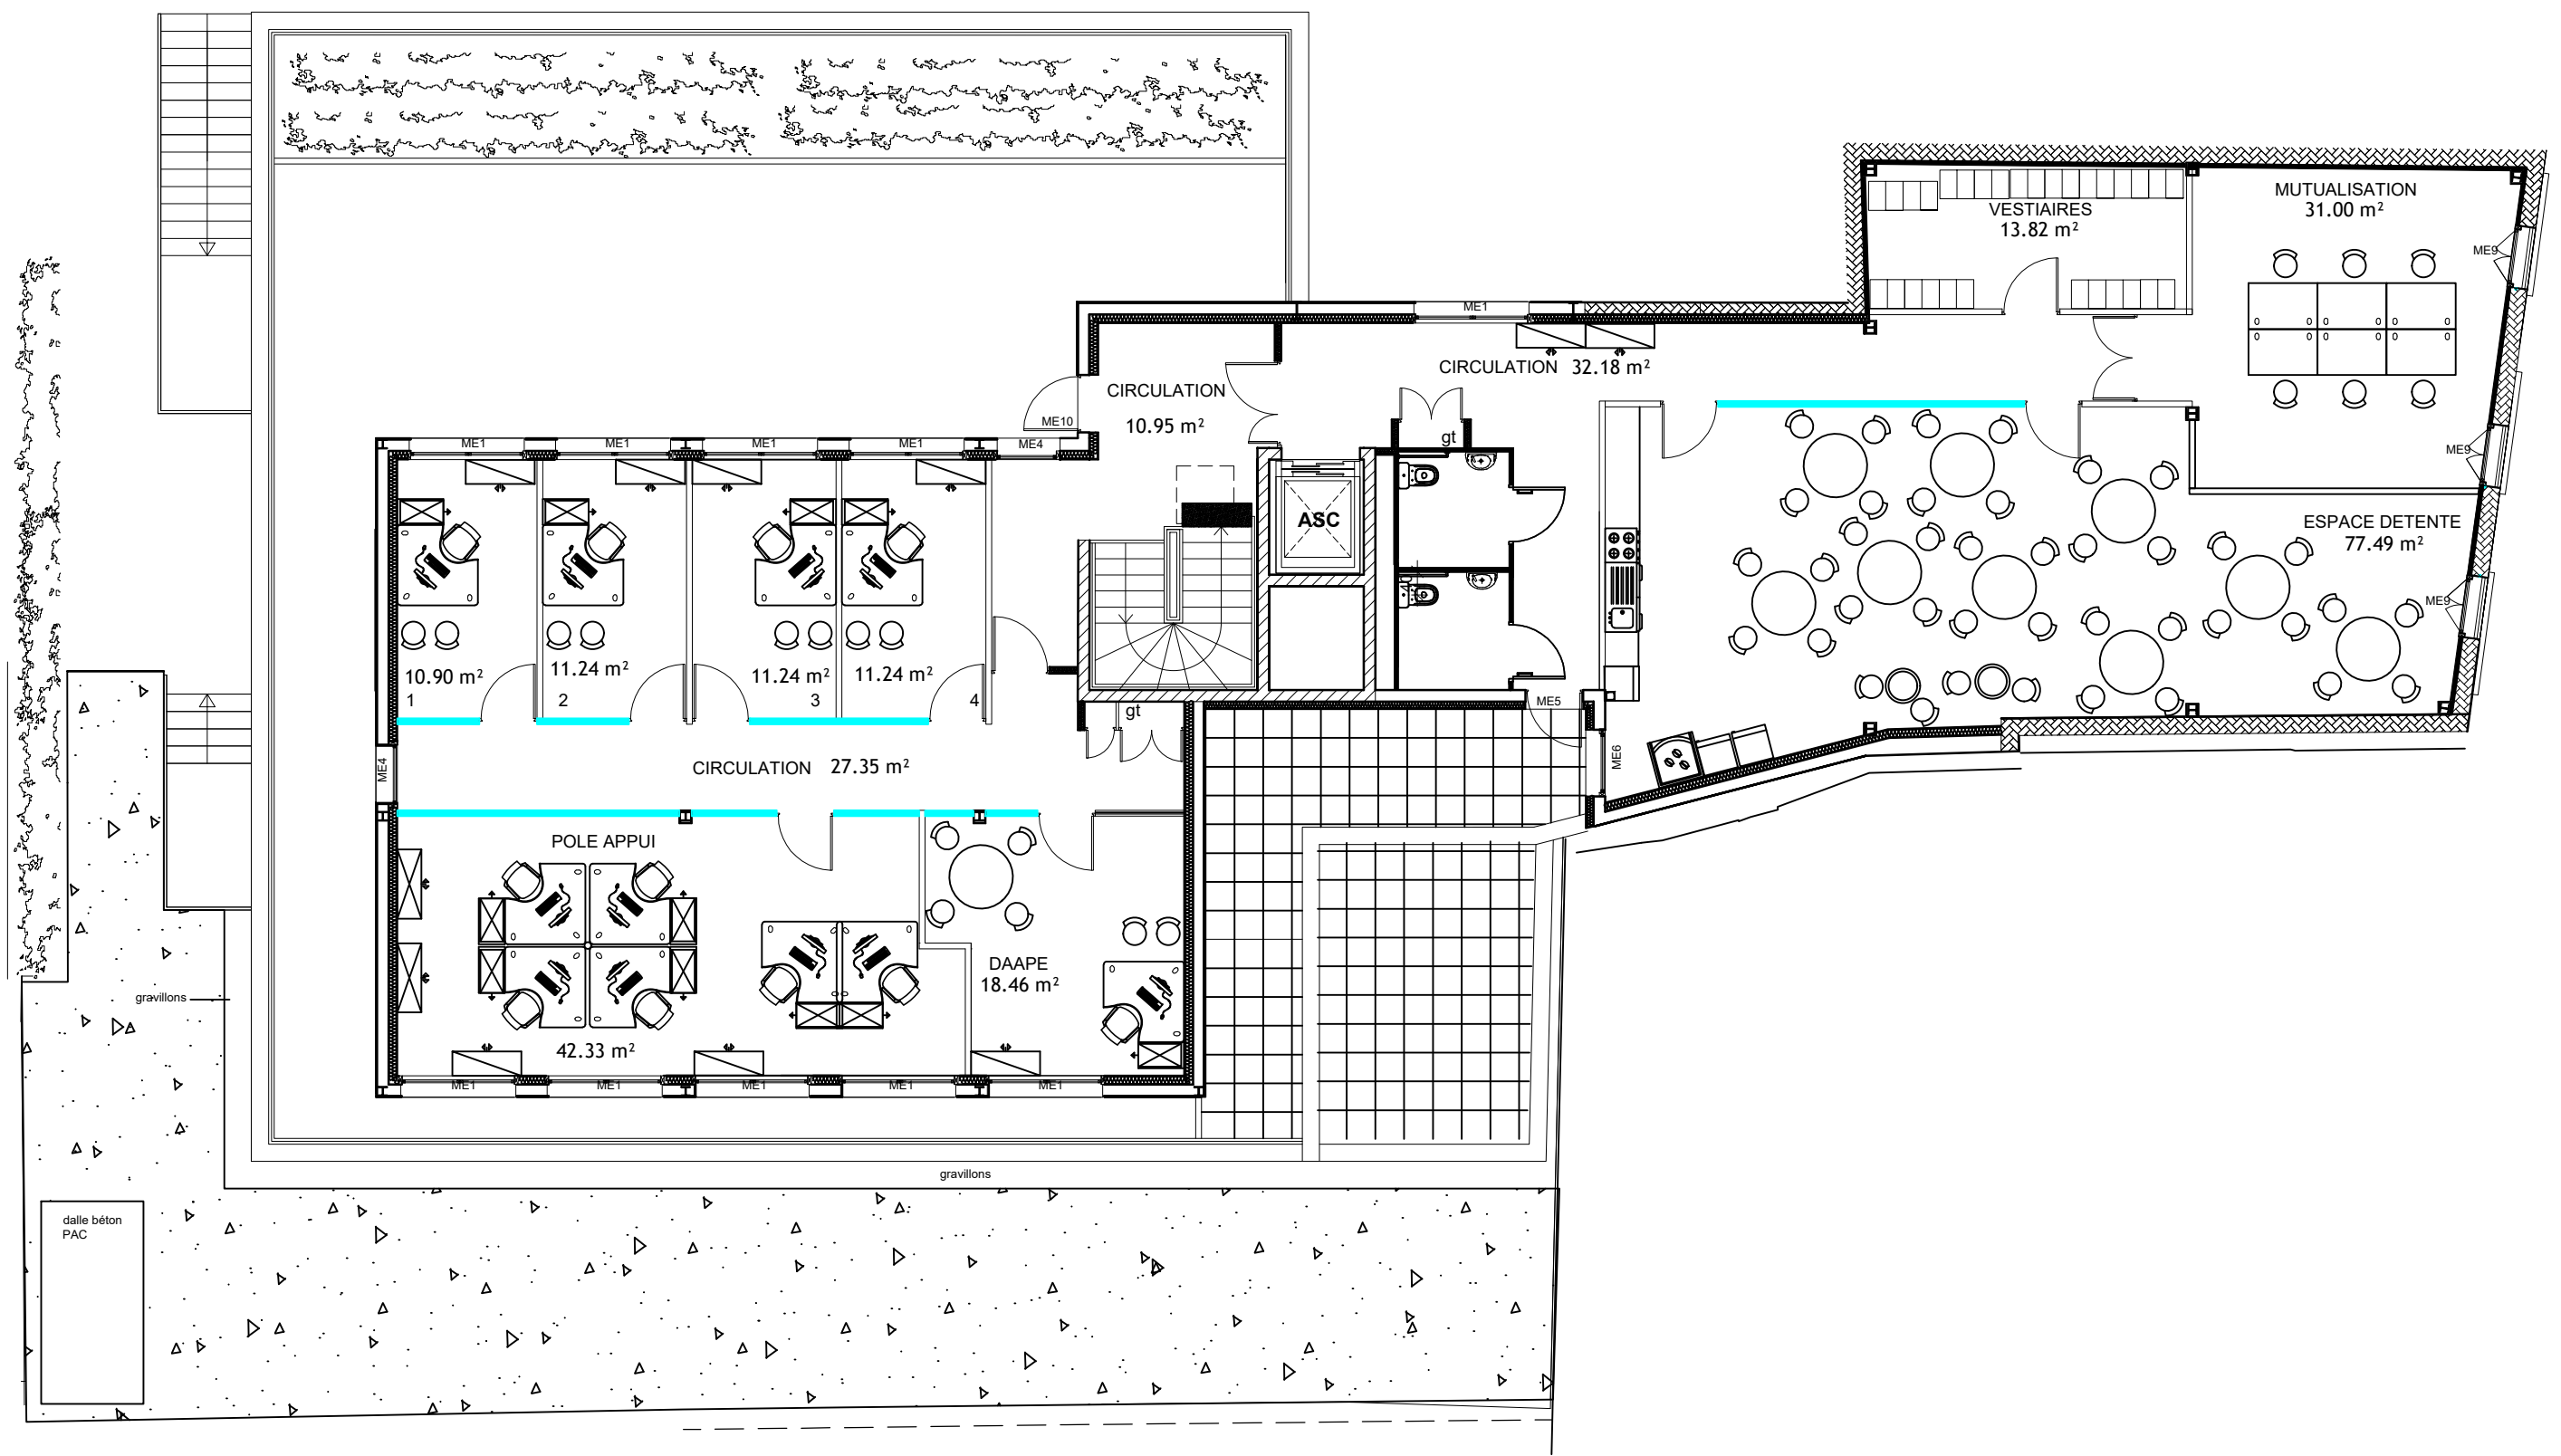 MUTUALISATION
31.00 m²
VESTIAIRES
13.82 m²
ME9
ME1
CIRCULATION 32.18 m²
CIRCULATION
10.95 m²
ME10
ME1
ME1
ME1
ME1
ME4
gt
ME9
ASC
ESPACE DETENTE
77.49 m²
ME9
10.90 m²
11.24 m²
11.24 m²
11.24 m²
1
2
3
4
gt
ME5
ME4
CIRCULATION 27.35 m²
ME6
POLE APPUI
DAAPE
18.46 m²
gravillons
42.33 m²
ME1
ME1
ME1
ME1
ME1
gravillons
dalle béton
PAC